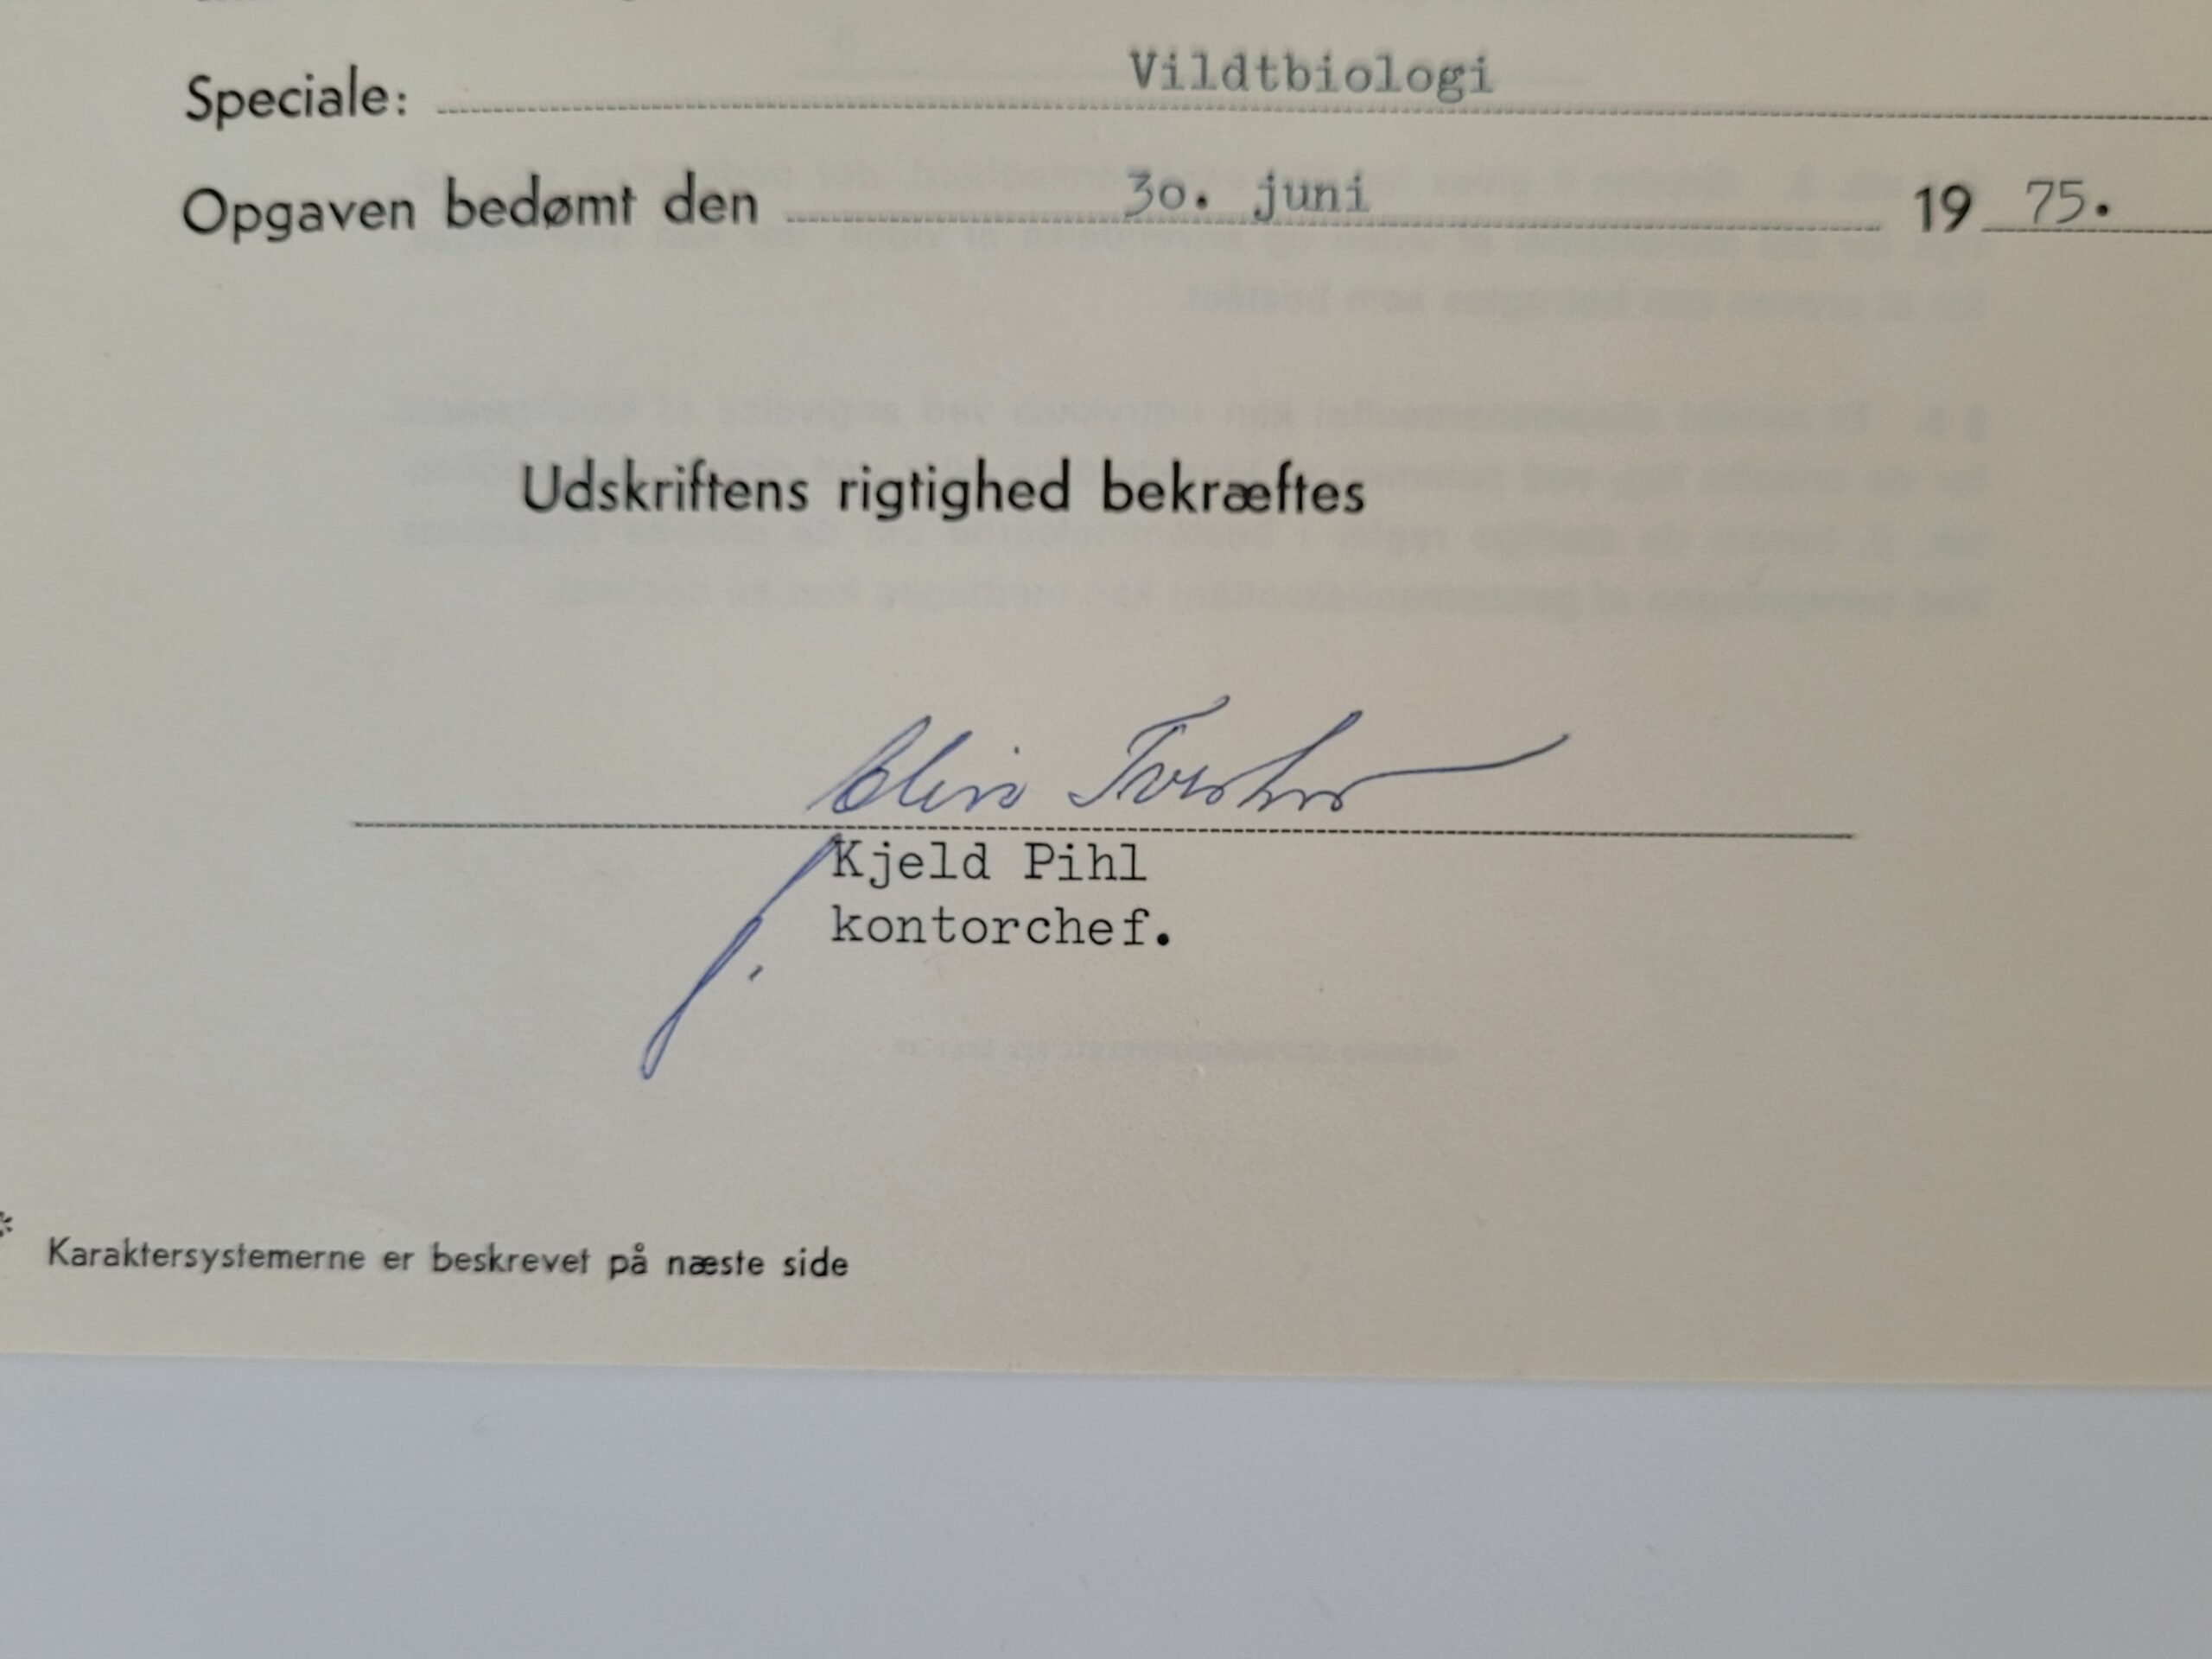 Speciale: Vildtbiologi
Opgaven bedømt den 30. juni 19 75.
Udskriftens rigtighed bekræftes
Kjeld Pihl
kontorchef.
* Karaktersystemerne er beskrevet på næste side